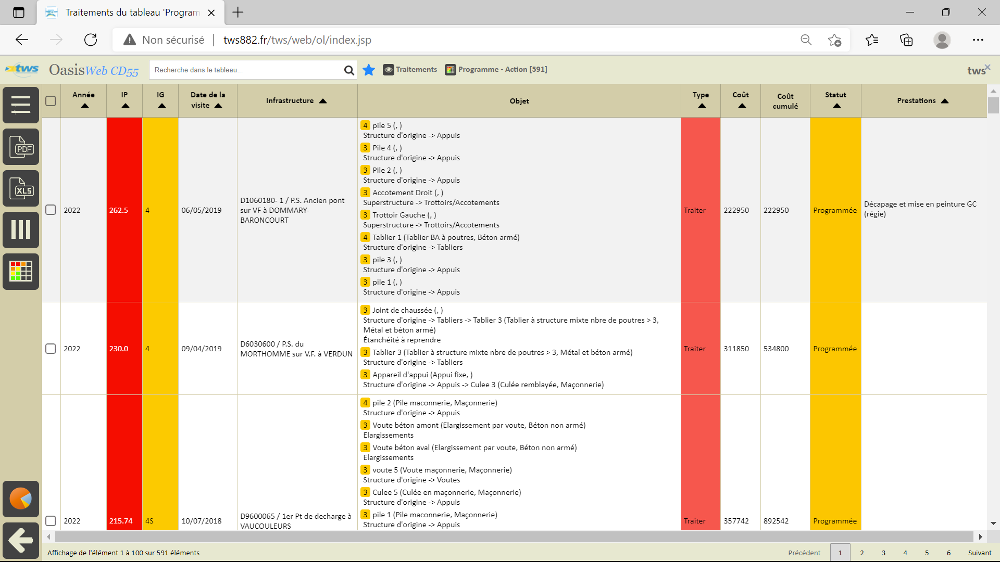 Traitements du tableau 'Program
Non sécurisé
tws882.fr/tws/web/ol/index.jsp
tws
OasisWeb CD55
Recherche dans le tableau...
Traitements
Programme - Action [591]
tws
Année
IP
IG
Date de la visite
Infrastructure
Objet
Type
Coût
Coût cumulé
Statut
Prestations
PDF
XLS
2022
262.5
4
06/05/2019
D1060180- 1 / P.S. Ancien pont
sur VF à DOMMARY-
BARONCOURT
4 pile 5 (, )
Structure d'origine -> Appuis
3 Pile 4 (, )
Structure d'origine -> Appuis
3 Pile 2 (, )
Structure d'origine -> Appuis
3 Accotement Droit (, )
Superstructure -> Trottoirs/Accotements
3 Trottoir Gauche (, )
Superstructure -> Trottoirs/Accotements
4 Tablier 1 (Tablier BA à poutres, Béton armé)
Structure d'origine -> Tabliers
3 pile 3 (, )
Structure d'origine -> Appuis
3 pile 1 (, )
Structure d'origine -> Appuis
Traiter
222950
222950
Programmée
Décapage et mise en peinture GC
(régie)
2022
230.0
4
09/04/2019
D6030600 / P.S. du
MORTHOMME sur V.F. à VERDUN
3 Joint de chaussée (, )
Structure d'origine -> Tabliers -> Tablier 3 (Tablier à structure mixte nbre de poutres > 3,
Métal et béton armé)
Étanchéité à reprendre
3 Tablier 3 (Tablier à structure mixte nbre de poutres > 3, Métal et béton armé)
Structure d'origine -> Tabliers
3 Appareil d'appui (Appui fixe, )
Structure d'origine -> Appuis -> Culee 3 (Culée remblayée, Maçonnerie)
Traiter
311850
534800
Programmée
2022
215.74
4S
10/07/2018
D9600065 / 1er Pt de decharge à
VAUCOULEURS
4 pile 2 (Pile maconnerie, Maçonnerie)
Structure d'origine -> Appuis
3 Voute béton amont (Elargissement par voute, Béton non armé)
Elargissements
3 Voute béton aval (Elargissement par voute, Béton non armé)
Elargissements
3 voute 5 (Voute maçonnerie, Maçonnerie)
Structure d'origine -> Voutes
3 Culee 5 (Culée en maçonnerie, Maçonnerie)
Structure d'origine -> Appuis
3 pile 1 (Pile maconnerie, Maçonnerie)
Structure d'origine -> Appuis
Traiter
357742
892542
Programmée
Affichage de l'élément 1 à 100 sur 591 éléments
Précédent 1 2 3 4 5 6 Suivant